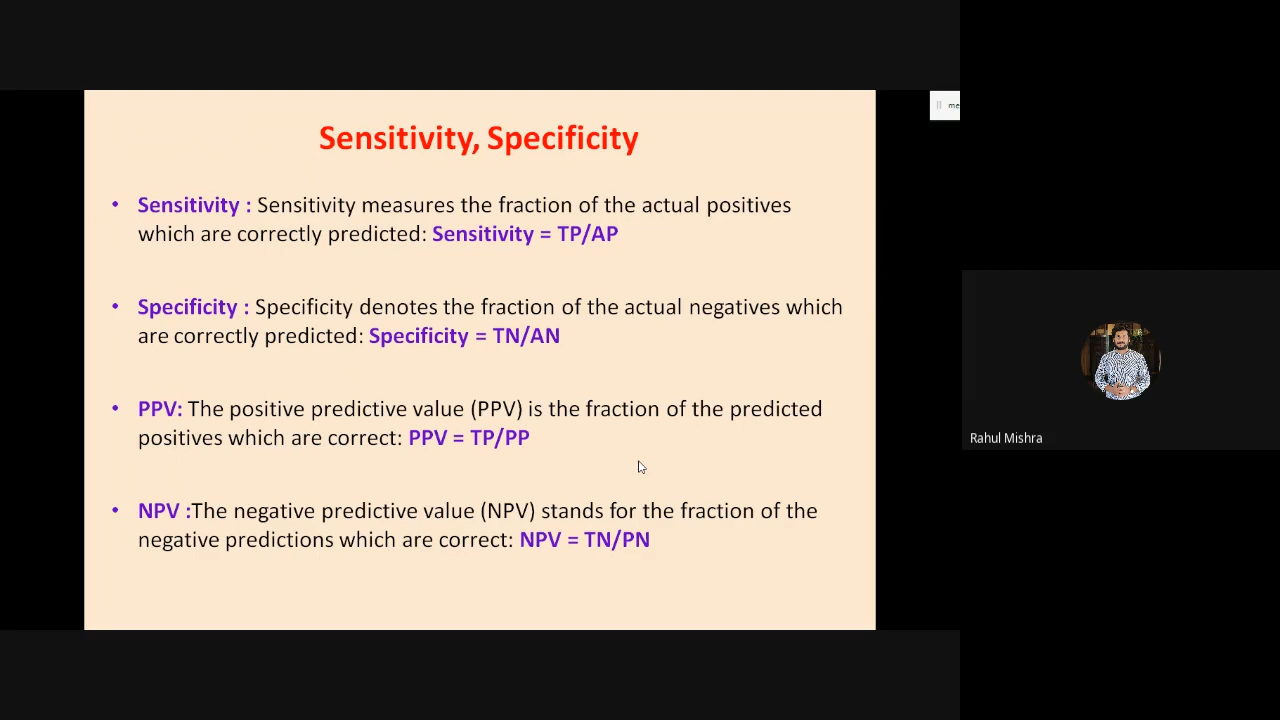 Sensitivity, Specificity
• Sensitivity : Sensitivity measures the fraction of the actual positives
which are correctly predicted: Sensitivity = TP/AP
• Specificity : Specificity denotes the fraction of the actual negatives which
are correctly predicted: Specificity = TN/AN
• PPV: The positive predictive value (PPV) is the fraction of the predicted
positives which are correct: PPV = TP/PP
• NPV :The negative predictive value (NPV) stands for the fraction of the
negative predictions which are correct: NPV = TN/PN
me
Rahul Mishra